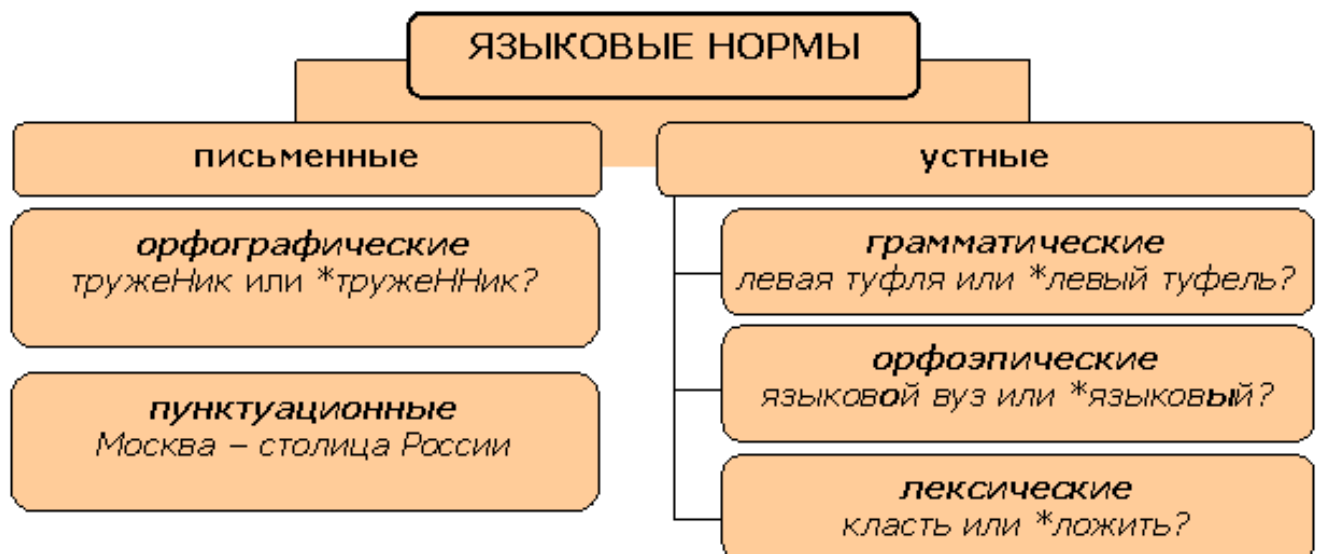 ЯЗЫКОВЫЕ НОРМЫ
письменные
орфографические
тружеНик или *тружеННик?
пунктуационные
Москва – столица России
устные
грамматические
левая туфля или *левый туфель?
орфоэпические
языковой вуз или *языковый?
лексические
класть или *ложить?